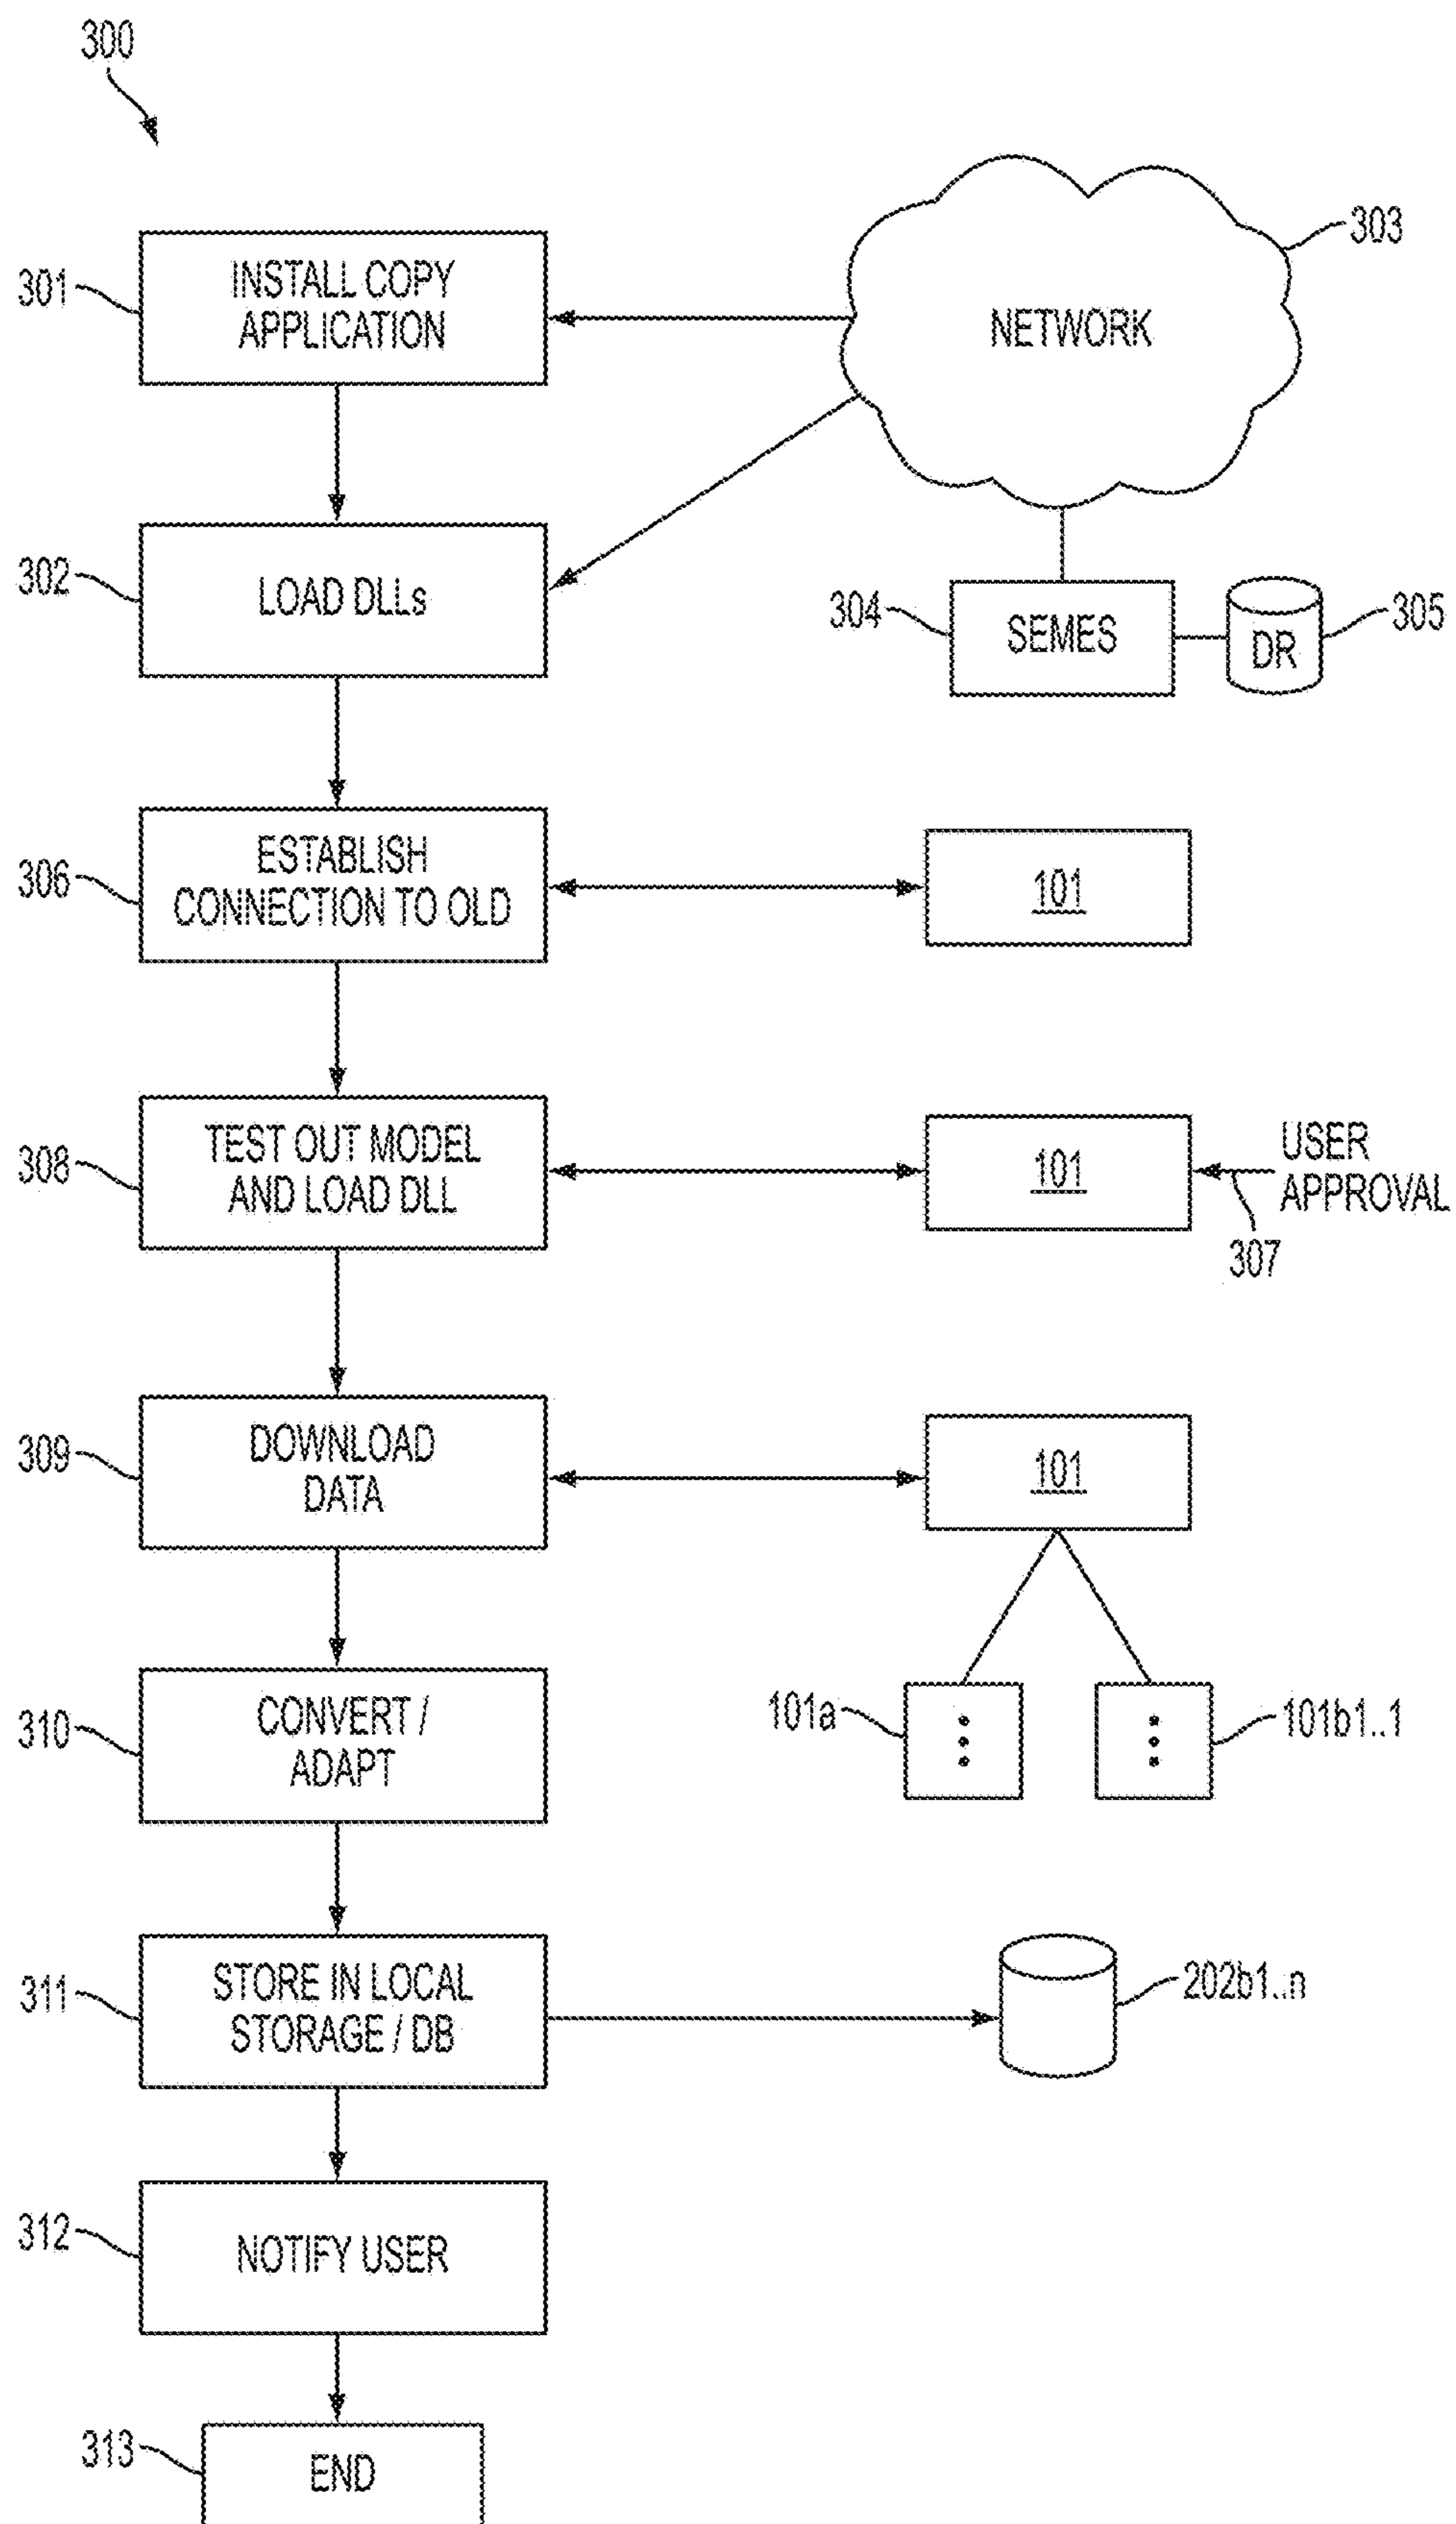 300
303
301
INSTALL COPY
APPLICATION
NETWORK
302
LOAD DLLs
304
SEMES
DR
305
306
ESTABLISH
CONNECTION TO OLD
101
308
TEST OUT MODEL
AND LOAD DLL
101
USER
APPROVAL
307
309
DOWNLOAD
DATA
101
310
CONVERT /
ADAPT
101a
101b1..1
311
STORE IN LOCAL
STORAGE / DB
202b1..n
312
NOTIFY USER
313
END